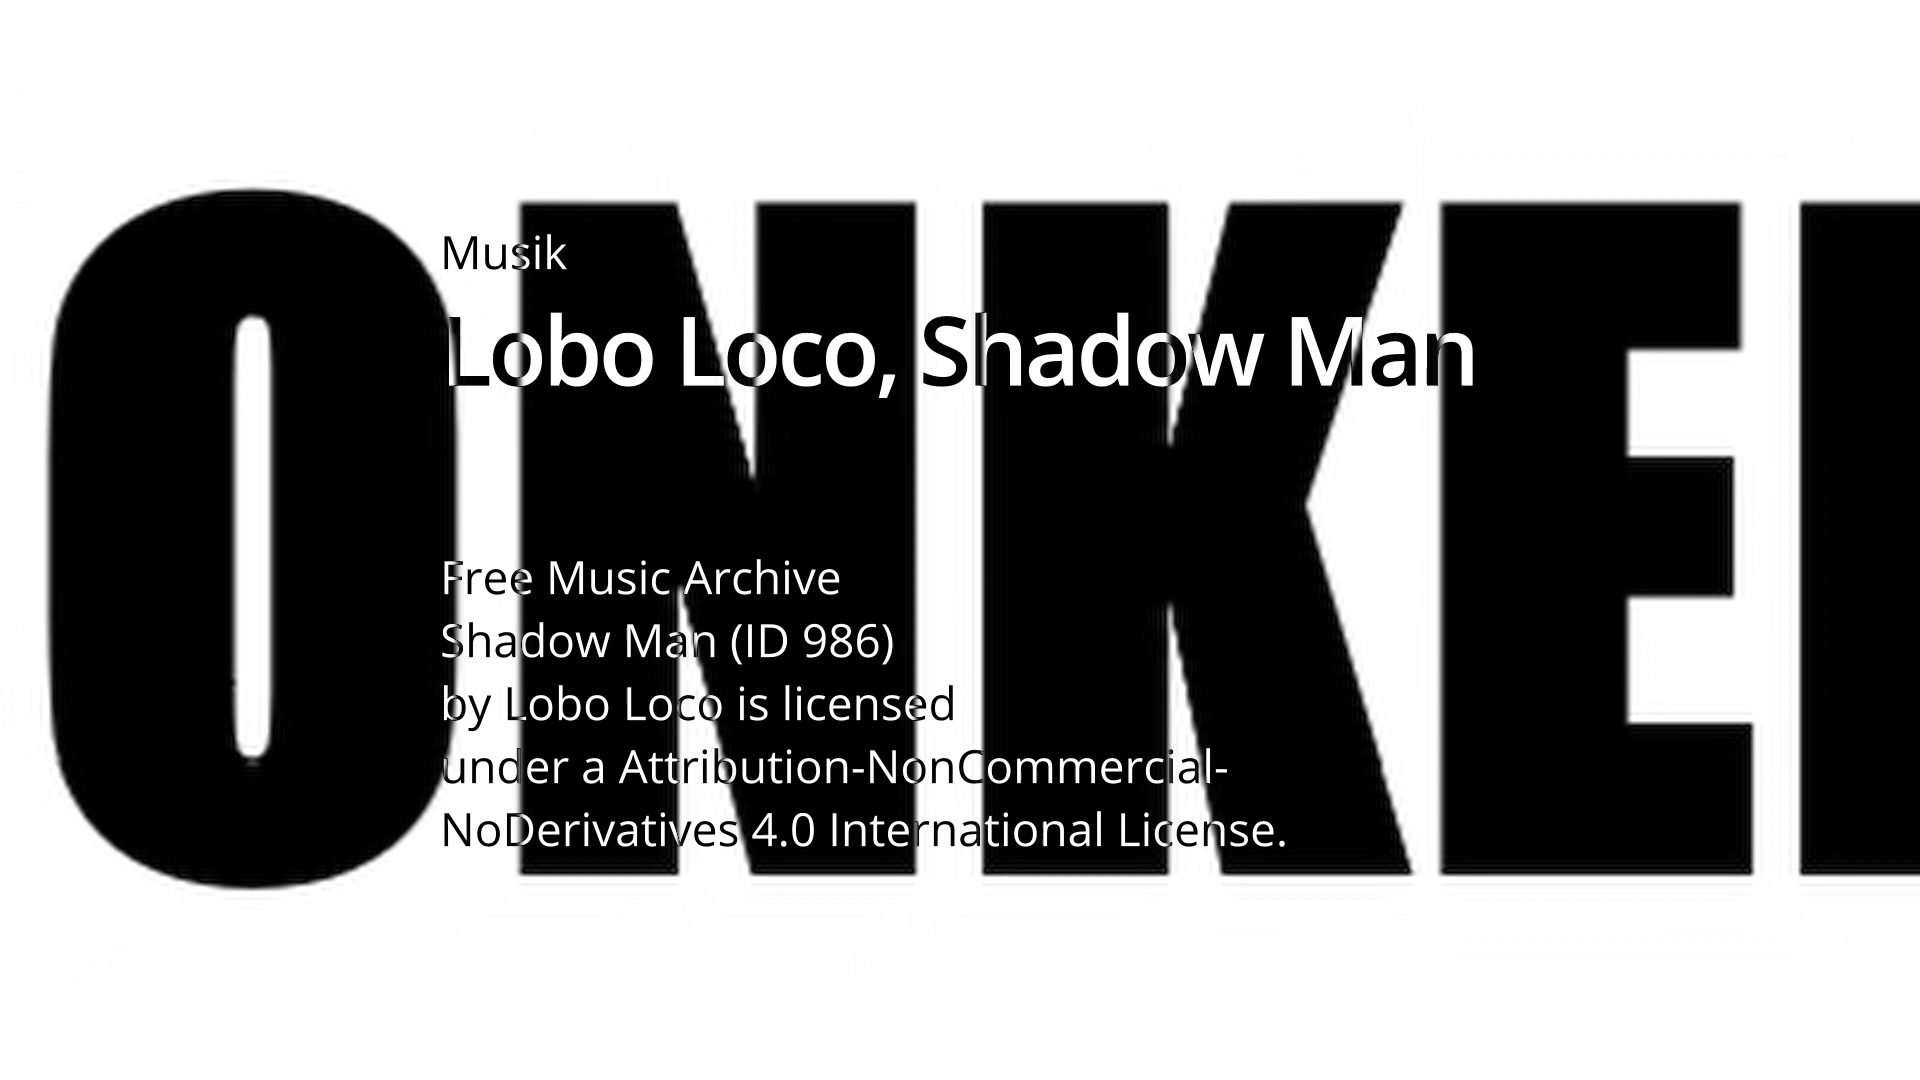 ONKE
Musik
Lobo Loco, Shadow Man
Free Music Archive
Shadow Man (ID 986)
by Lobo Loco is licensed
under a Attribution-NonCommercial-
NoDerivatives 4.0 International License.